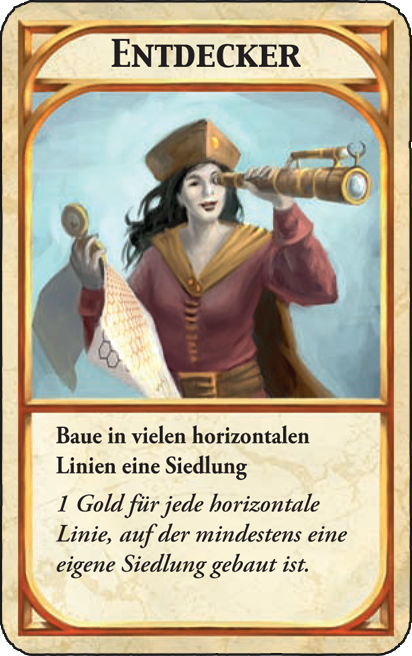 ENTDECKER
Baue in vielen horizontalen
Linien eine Siedlung
1 Gold für jede horizontale
Linie, auf der mindestens eine
eigene Siedlung gebaut ist.